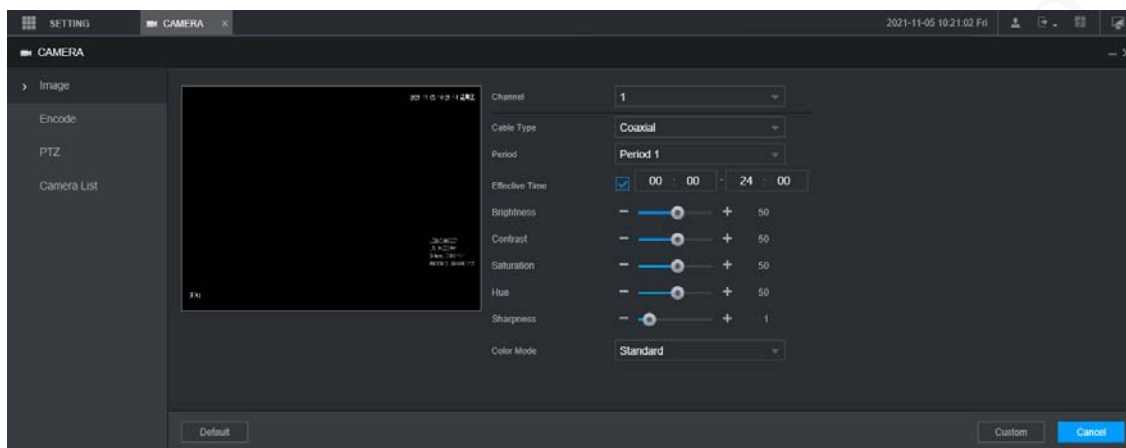 SETTING CAMERA × 2021-11-05 10:21:02 Fri
CAMERA
Image
Encode
PTZ
Camera List
Channel 1
Cable Type Coaxial
Period Period 1
Effective Time 00 : 00 - 24 : 00
Brightness 50
Contrast 50
Saturation 50
Hue 50
Sharpness 1
Color Mode Standard
Default Custom Cancel